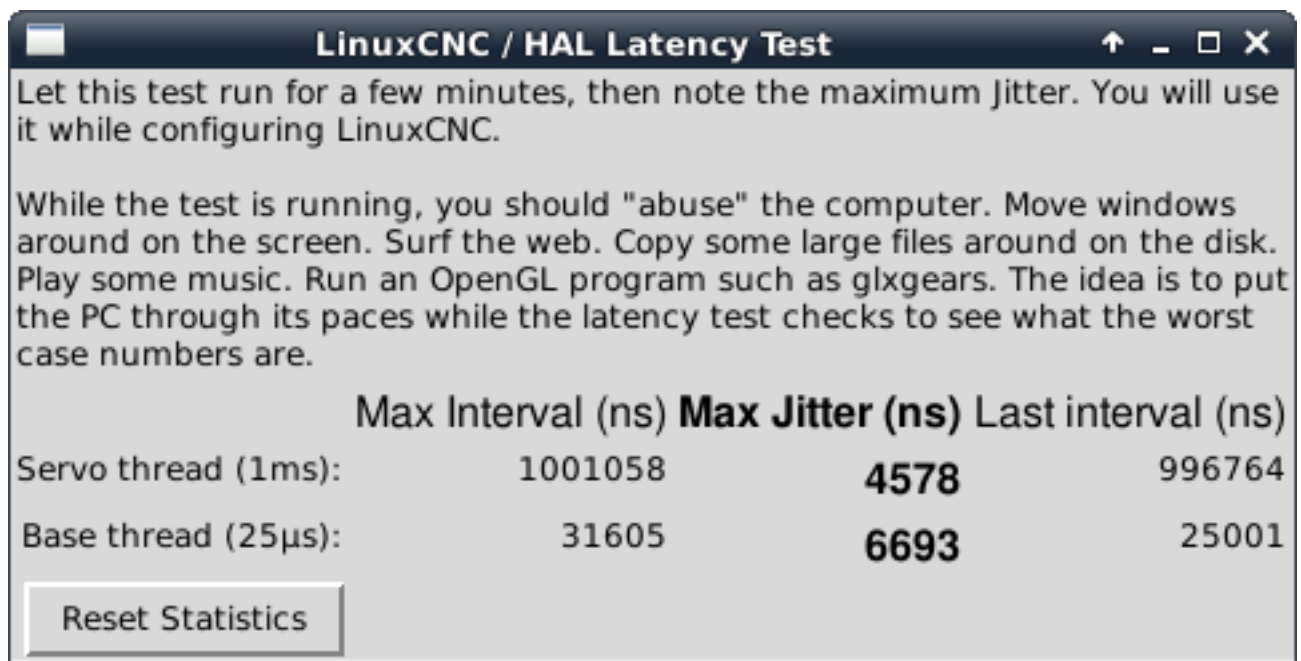 LinuxCNC / HAL Latency Test
Let this test run for a few minutes, then note the maximum Jitter. You will use
it while configuring LinuxCNC.
While the test is running, you should "abuse" the computer. Move windows
around on the screen. Surf the web. Copy some large files around on the disk.
Play some music. Run an OpenGL program such as glxgears. The idea is to put
the PC through its paces while the latency test checks to see what the worst
case numbers are.
Max Interval (ns) Max Jitter (ns) Last interval (ns)
Servo thread (1ms): 1001058 4578 996764
Base thread (25µs): 31605 6693 25001
Reset Statistics